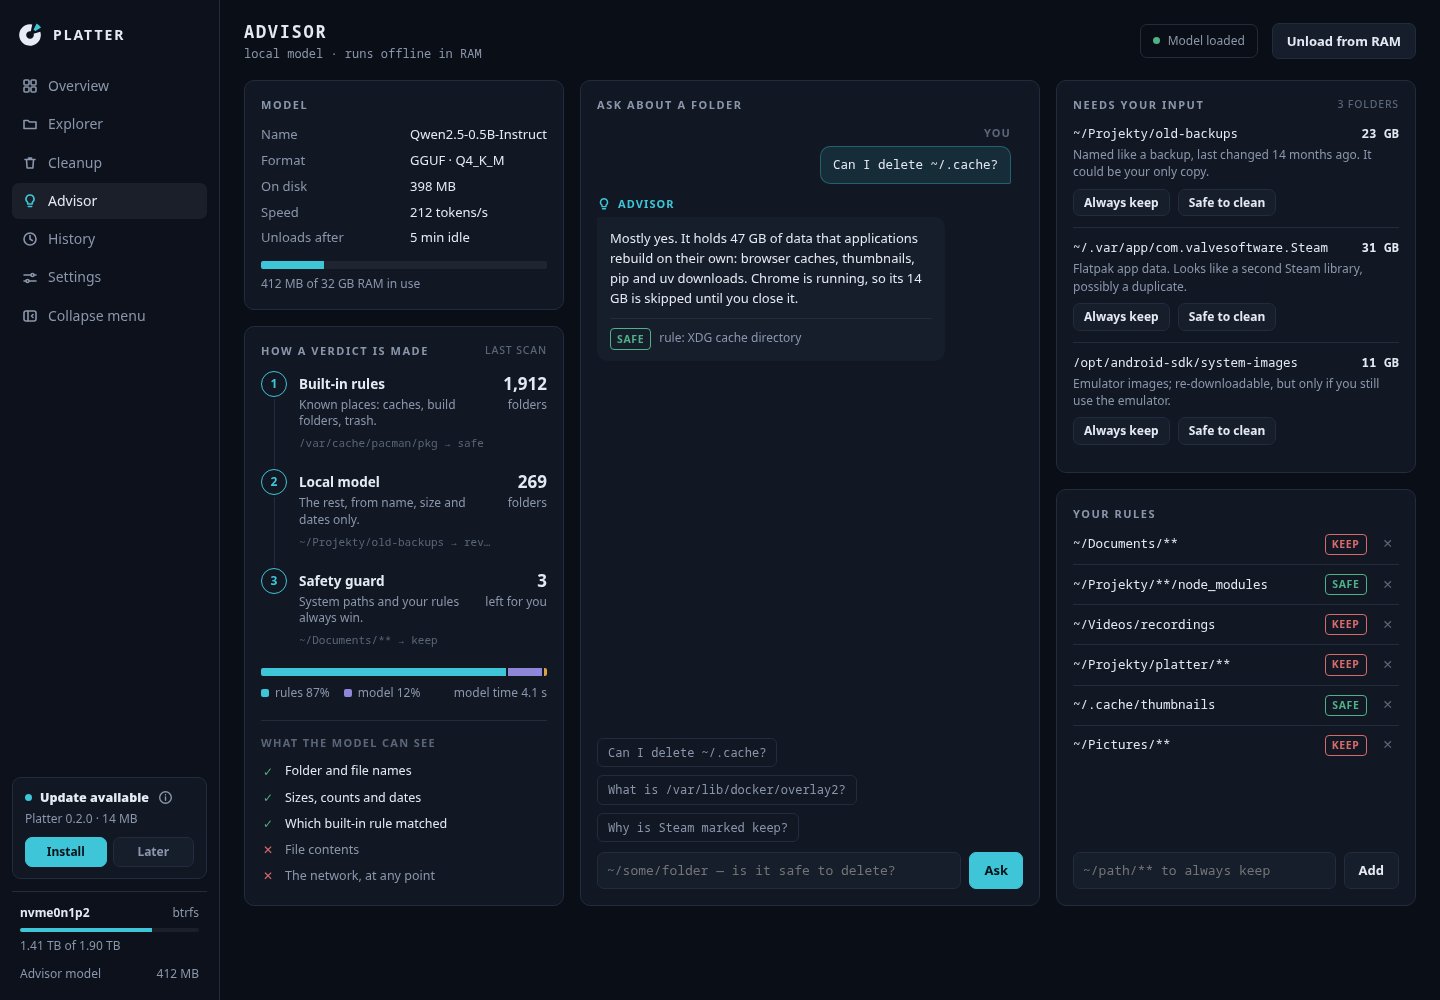 PLATTER
Overview
Explorer
Cleanup
Advisor
History
Settings
Collapse menu
Update available
Platter 0.2.0 · 14 MB
Install
Later
nvme0n1p2
btrfs
1.41 TB of 1.90 TB
Advisor model
412 MB
ADVISOR
local model · runs offline in RAM
Model loaded
Unload from RAM
MODEL
Name
Qwen2.5-0.5B-Instruct
Format
GGUF · Q4_K_M
On disk
398 MB
Speed
212 tokens/s
Unloads after
5 min idle
412 MB of 32 GB RAM in use
HOW A VERDICT IS MADE
LAST SCAN
1
Built-in rules
1,912
Known places: caches, build
folders
folders, trash.
/var/cache/pacman/pkg → safe
2
Local model
269
The rest, from name, size and
folders
dates only.
~/Projekty/old-backups → rev…
3
Safety guard
3
System paths and your rules
left for you
always win.
~/Documents/** → keep
rules 87%
model 12%
model time 4.1 s
WHAT THE MODEL CAN SEE
✓ Folder and file names
✓ Sizes, counts and dates
✓ Which built-in rule matched
✕ File contents
✕ The network, at any point
ASK ABOUT A FOLDER
YOU
Can I delete ~/.cache?
ADVISOR
Mostly yes. It holds 47 GB of data that applications
rebuild on their own: browser caches, thumbnails,
pip and uv downloads. Chrome is running, so its 14
GB is skipped until you close it.
SAFE
rule: XDG cache directory
Can I delete ~/.cache?
What is /var/lib/docker/overlay2?
Why is Steam marked keep?
~/some/folder — is it safe to delete?
Ask
NEEDS YOUR INPUT
3 FOLDERS
~/Projekty/old-backups
23 GB
Named like a backup, last changed 14 months ago. It
could be your only copy.
Always keep
Safe to clean
~/.var/app/com.valvesoftware.Steam
31 GB
Flatpak app data. Looks like a second Steam library,
possibly a duplicate.
Always keep
Safe to clean
/opt/android-sdk/system-images
11 GB
Emulator images; re-downloadable, but only if you still
use the emulator.
Always keep
Safe to clean
YOUR RULES
~/Documents/**
KEEP ×
~/Projekty/**/node_modules
SAFE ×
~/Videos/recordings
KEEP ×
~/Projekty/platter/**
KEEP ×
~/.cache/thumbnails
SAFE ×
~/Pictures/**
KEEP ×
~/path/** to always keep
Add